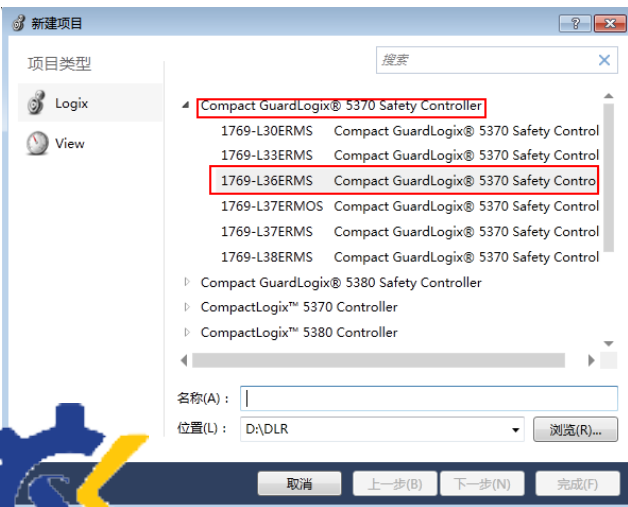 新建项目
项目类型
搜索
Logix
View
Compact GuardLogix® 5370 Safety Controller
1769-L30ERMS Compact GuardLogix® 5370 Safety Control
1769-L33ERMS Compact GuardLogix® 5370 Safety Control
1769-L36ERMS Compact GuardLogix® 5370 Safety Contro
1769-L37ERMOS Compact GuardLogix® 5370 Safety Control
1769-L37ERMS Compact GuardLogix® 5370 Safety Control
1769-L38ERMS Compact GuardLogix® 5370 Safety Control
Compact GuardLogix® 5380 Safety Controller
CompactLogix™ 5370 Controller
CompactLogix™ 5380 Controller
名称(A)：
位置(L)： D:\DLR 浏览(R)...
取消 上一步(B) 下一步(N) 完成(F)